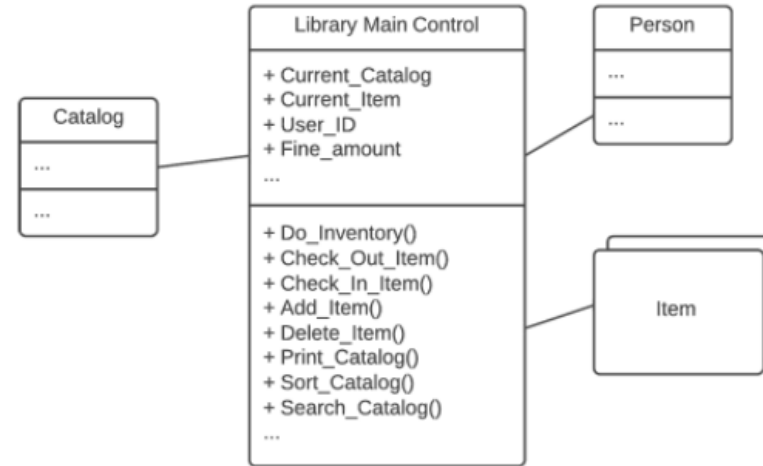 Catalog
...
...
Library Main Control
+ Current_Catalog
+ Current_Item
+ User_ID
+ Fine_amount
...
+ Do_Inventory()
+ Check_Out_Item()
+ Check_In_Item()
+ Add_Item()
+ Delete_Item()
+ Print_Catalog()
+ Sort_Catalog()
+ Search_Catalog()
...
Person
...
...
Item